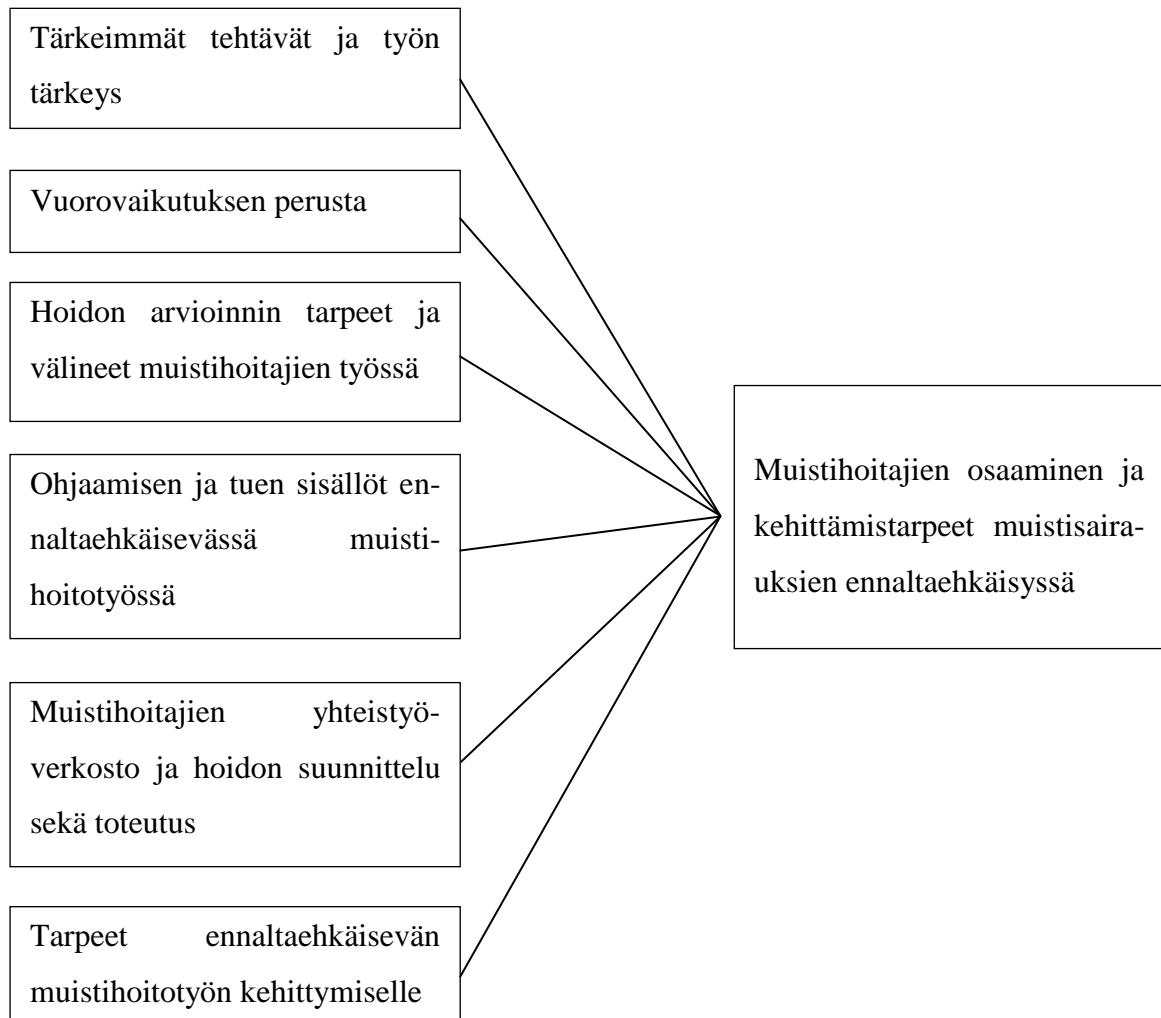 Tärkeimmät tehtävät ja työn
tärkeys
Vuorovaikutuksen perusta
Hoidon arvioinnin tarpeet ja
välineet muistihoitajien työssä
Ohjaamisen ja tuen sisällöt en-
naltaehkäisevässä muisti-
hoitotyössä
Muistihoitajien yhteistyö-
verkosto ja hoidon suunnittelu
sekä toteutus
Tarpeet ennaltaehkäisevän
muistihoitotyön kehittymiselle
Muistihoitajien osaaminen ja
kehittämistarpeet muistisaira-
uksien ennaltaehkäisyssä